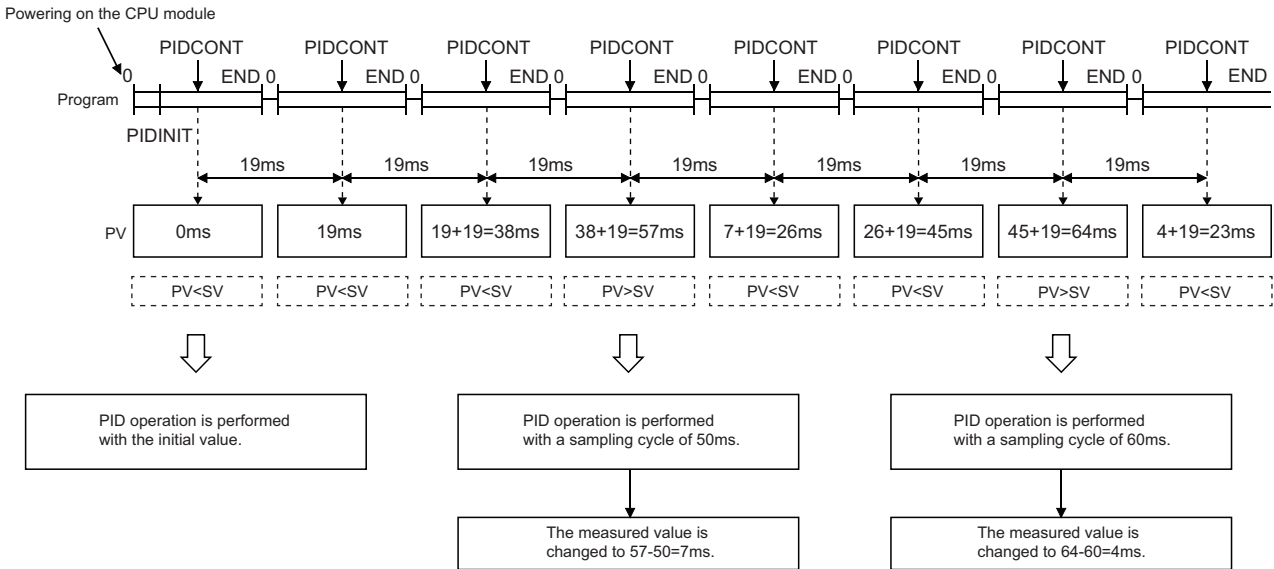 Powering on the CPU module
PIDCONT PIDCONT PIDCONT PIDCONT PIDCONT PIDCONT PIDCONT PIDCONT
0 END 0 END 0 END 0 END 0 END 0 END 0 END 0 END
Program
PIDINIT
19ms 19ms 19ms 19ms 19ms 19ms 19ms
PV 0ms 19ms 19+19=38ms 38+19=57ms 7+19=26ms 26+19=45ms 45+19=64ms 4+19=23ms
PV<SV PV<SV PV<SV PV>SV PV<SV PV<SV PV>SV PV<SV
PID operation is performed
with the initial value.
PID operation is performed
with a sampling cycle of 50ms.
PID operation is performed
with a sampling cycle of 60ms.
The measured value is
changed to 57-50=7ms.
The measured value is
changed to 64-60=4ms.